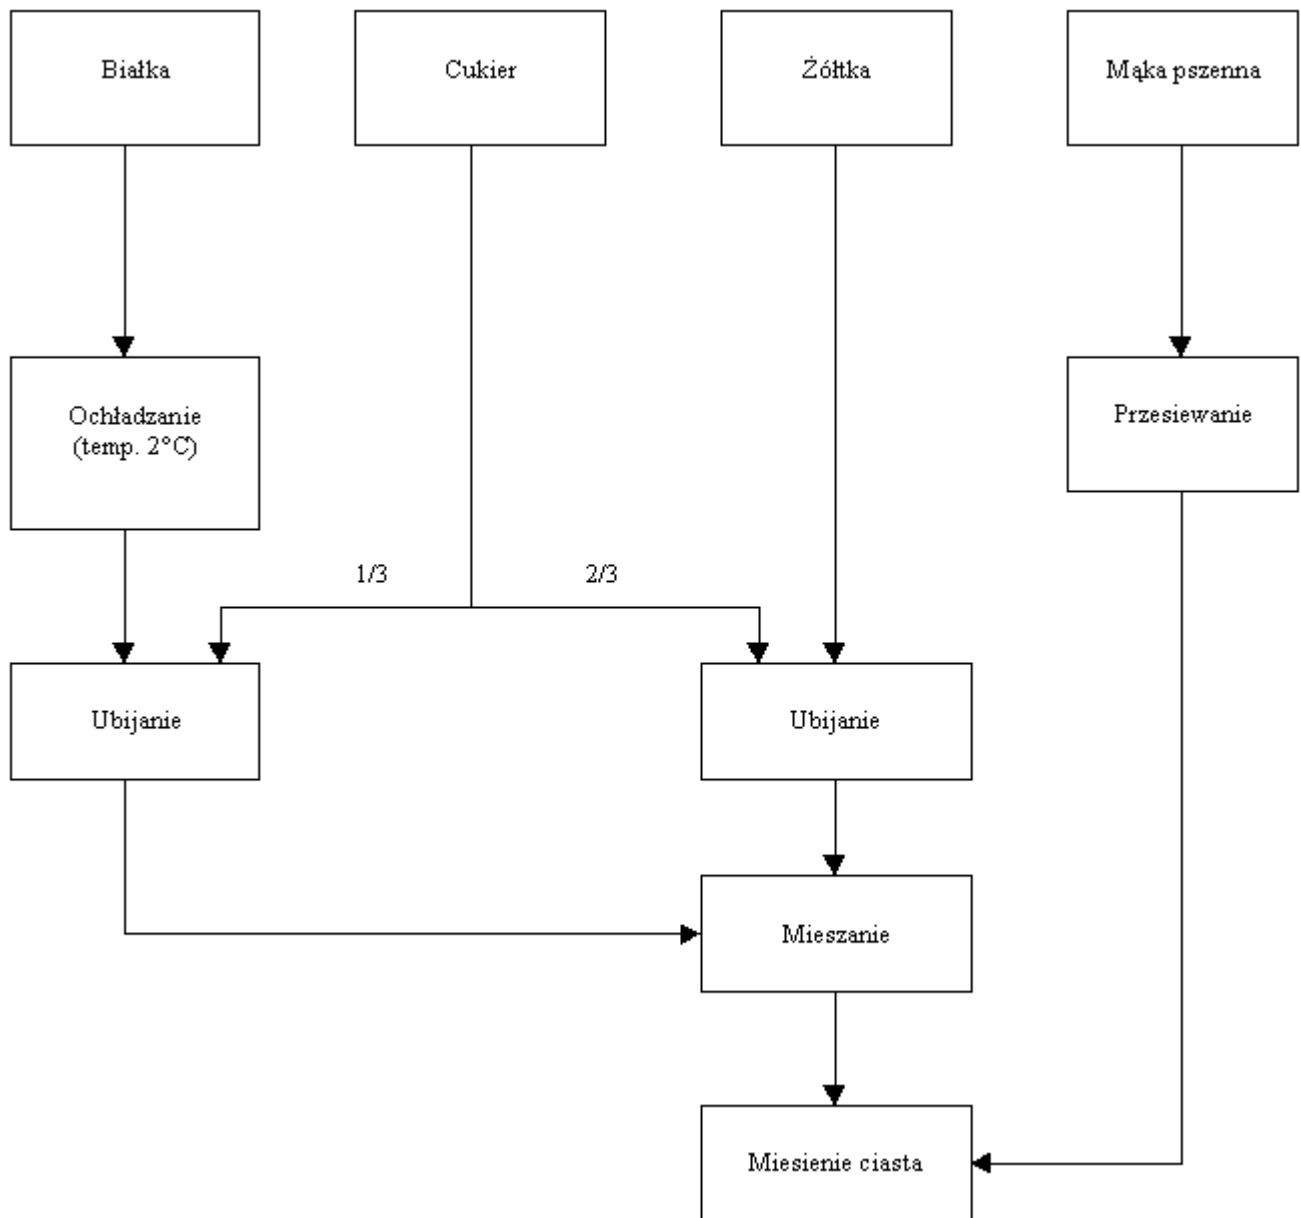 Białka
Cukier
Żółtka
Mąka pszenna
Ochładzanie
(temp. 2°C)
Przesiewanie
1/3
2/3
Ubijanie
Ubijanie
Mieszanie
Miesienie ciasta